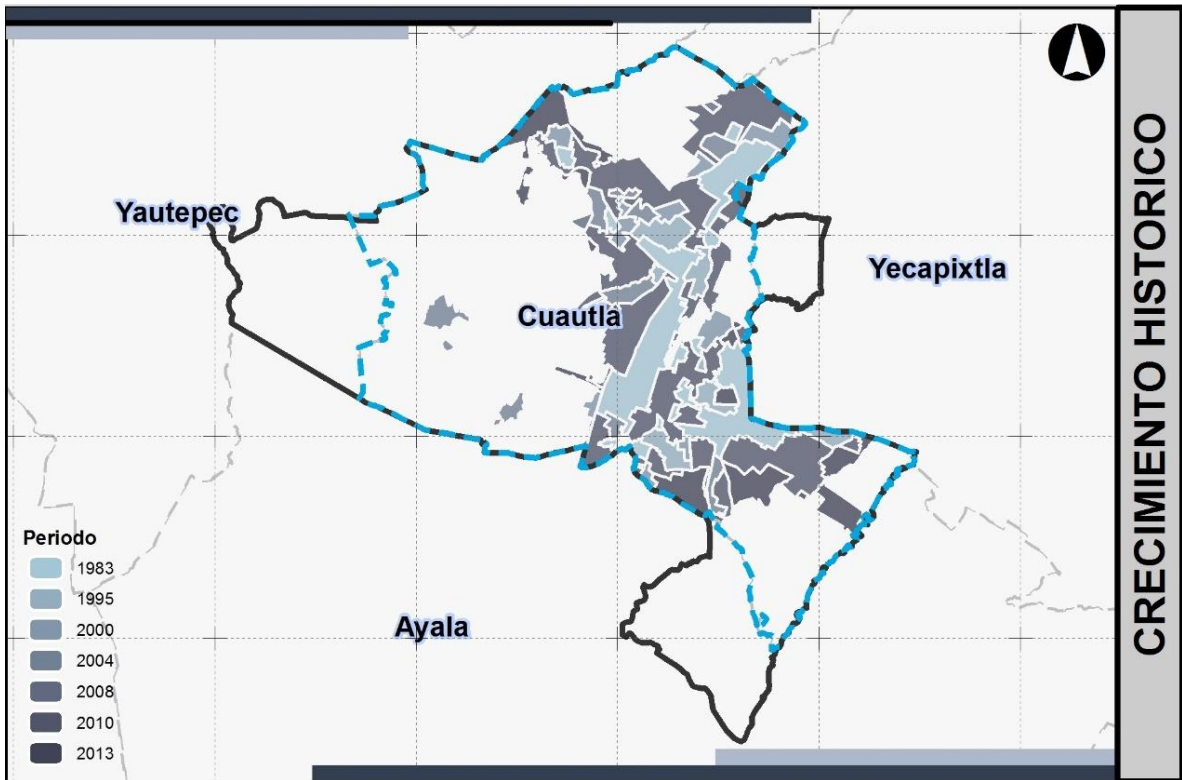 Yautepec
Yecapixtla
Cuautla
Ayala
Periodo
1983
1995
2000
2004
2008
2010
2013
CRECIMIENTO HISTORICO